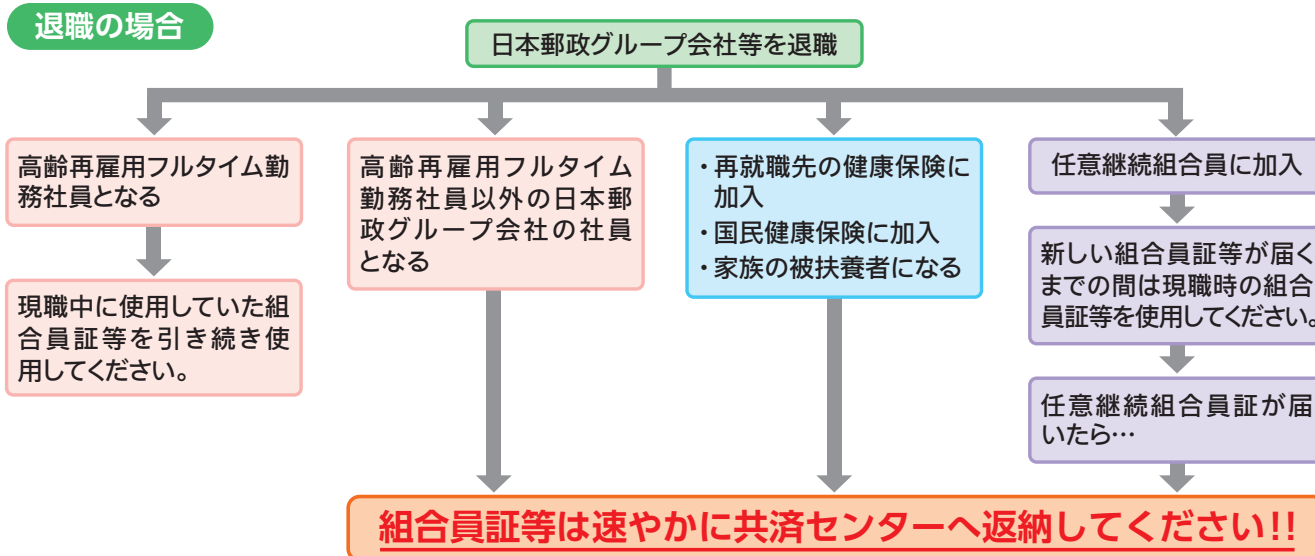 退職の場合
日本郵政グループ会社等を退職
高齢再雇用フルタイム勤
務社員となる
現職中に使用していた組
合員証等を引き続き使
用してください。
高齢再雇用フルタイム
勤務社員以外の日本郵
政グループ会社の社員
となる
・再就職先の健康保険に
加入
・国民健康保険に加入
・家族の被扶養者になる
任意継続組合員に加入
新しい組合員証等が届く
までの間は現職時の組合
員証等を使用してください。
任意継続組合員証が届
いたら…
組合員証等は速やかに共済センターへ返納してください!!